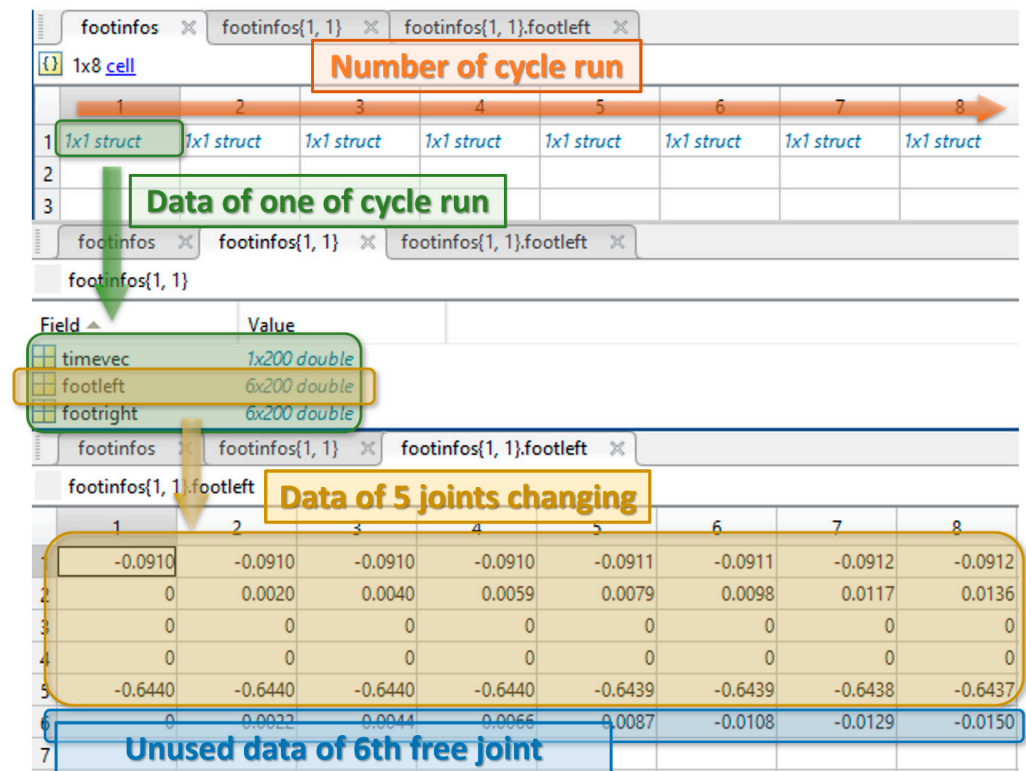 footinfos footinfos{1, 1} footinfos{1, 1}.footleft
{} 1x8 cell
Number of cycle run
1 2 3 4 5 6 7 8
1 1x1 struct 1x1 struct 1x1 struct 1x1 struct 1x1 struct 1x1 struct 1x1 struct 1x1 struct
2
3
Data of one of cycle run
footinfos footinfos{1, 1} footinfos{1, 1}.footleft
footinfos{1, 1}
Field Value
timevec 1x200 double
footleft 6x200 double
footright 6x200 double
footinfos footinfos{1, 1} footinfos{1, 1}.footleft
footinfos{1, 1}.footleft
Data of 5 joints changing
1 2 3 4 5 6 7 8
1 -0.0910 -0.0910 -0.0910 -0.0910 -0.0911 -0.0911 -0.0912 -0.0912
2 0 0.0020 0.0040 0.0059 0.0079 0.0098 0.0117 0.0136
3 0 0 0 0 0 0 0 0
4 0 0 0 0 0 0 0 0
5 -0.6440 -0.6440 -0.6440 -0.6440 -0.6439 -0.6439 -0.6438 -0.6437
6 0 0.0022 0.0044 0.0066 0.0087 -0.0108 -0.0129 -0.0150
7
Unused data of 6th free joint